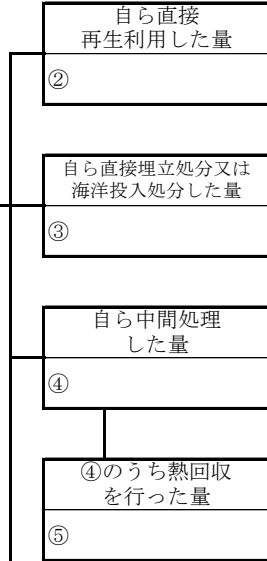 自ら直接
再生利用した量
②
自ら直接埋立処分又は
海洋投入処分した量
③
自ら中間処理
した量
④
④のうち熱回収
を行った量
⑤